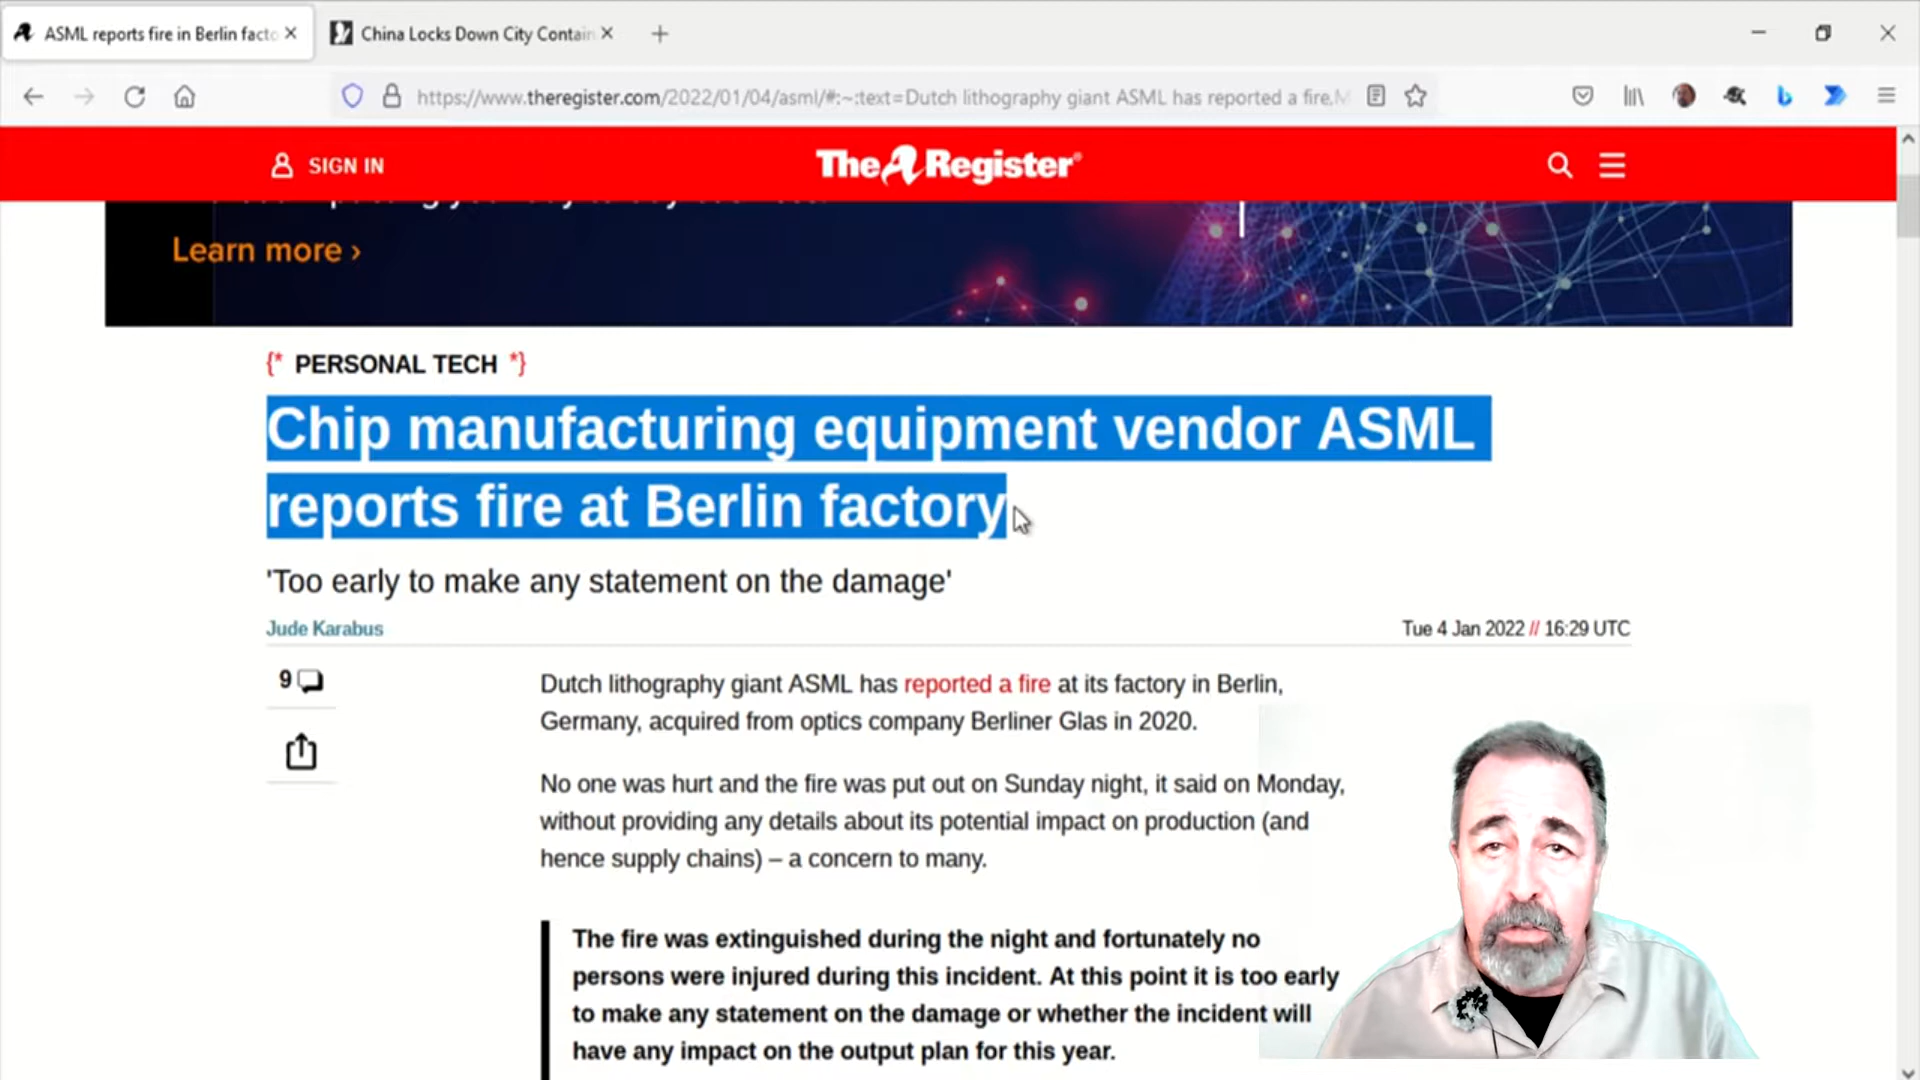 ASML reports fire in Berlin facto
China Locks Down City Contain
https://www.theregister.com/2022/01/04/asml/#:~:text=Dutch lithography giant ASML has reported a fire,M
SIGN IN
The Register
Learn more ›
{* PERSONAL TECH *}
Chip manufacturing equipment vendor ASML
reports fire at Berlin factory
'Too early to make any statement on the damage'
Jude Karabus
Tue 4 Jan 2022 // 16:29 UTC
9
Dutch lithography giant ASML has reported a fire at its factory in Berlin,
Germany, acquired from optics company Berliner Glas in 2020.
No one was hurt and the fire was put out on Sunday night, it said on Monday,
without providing any details about its potential impact on production (and
hence supply chains) – a concern to many.
The fire was extinguished during the night and fortunately no
persons were injured during this incident. At this point it is too early
to make any statement on the damage or whether the incident will
have any impact on the output plan for this year.